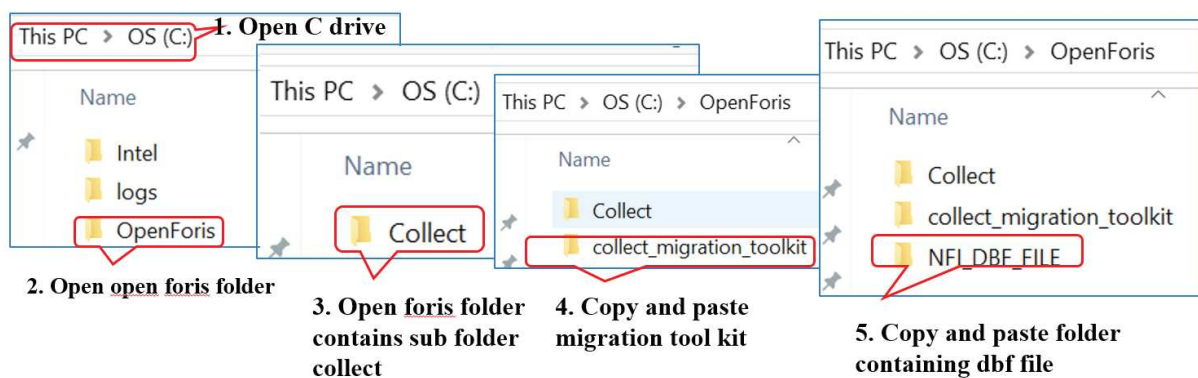 This PC > OS (C:)
1. Open C drive
Name
Intel
logs
OpenForis
2. Open open foris folder
This PC > OS (C:)
Name
Collect
3. Open foris folder
contains sub folder
collect
This PC > OS (C:) > OpenForis
Name
Collect
collect_migration_toolkit
4. Copy and paste
migration tool kit
This PC > OS (C:) > OpenForis
Name
Collect
collect_migration_toolkit
NFI_DBF_FILE
5. Copy and paste folder
containing dbf file